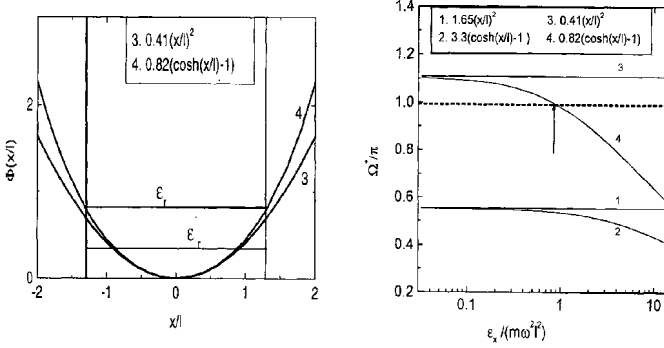 3. 0.41(x/l)²
4. 0.82(cosh(x/l)-1)
Φ(x/l)
2
0
4
3
εᵣ
εᵣ
-2 -1 0 1 2
x/l
1. 1.65(x/l)² 3. 0.41(x/l)²
2. 3.3(cosh(x/l)-1) 4. 0.82(cosh(x/l)-1)
Ω⁺/π
1.4
1.2
1.0
0.8
0.6
0.4
0.2
3
4
1
2
0.1 1 10
εₓ/(mω²l²)